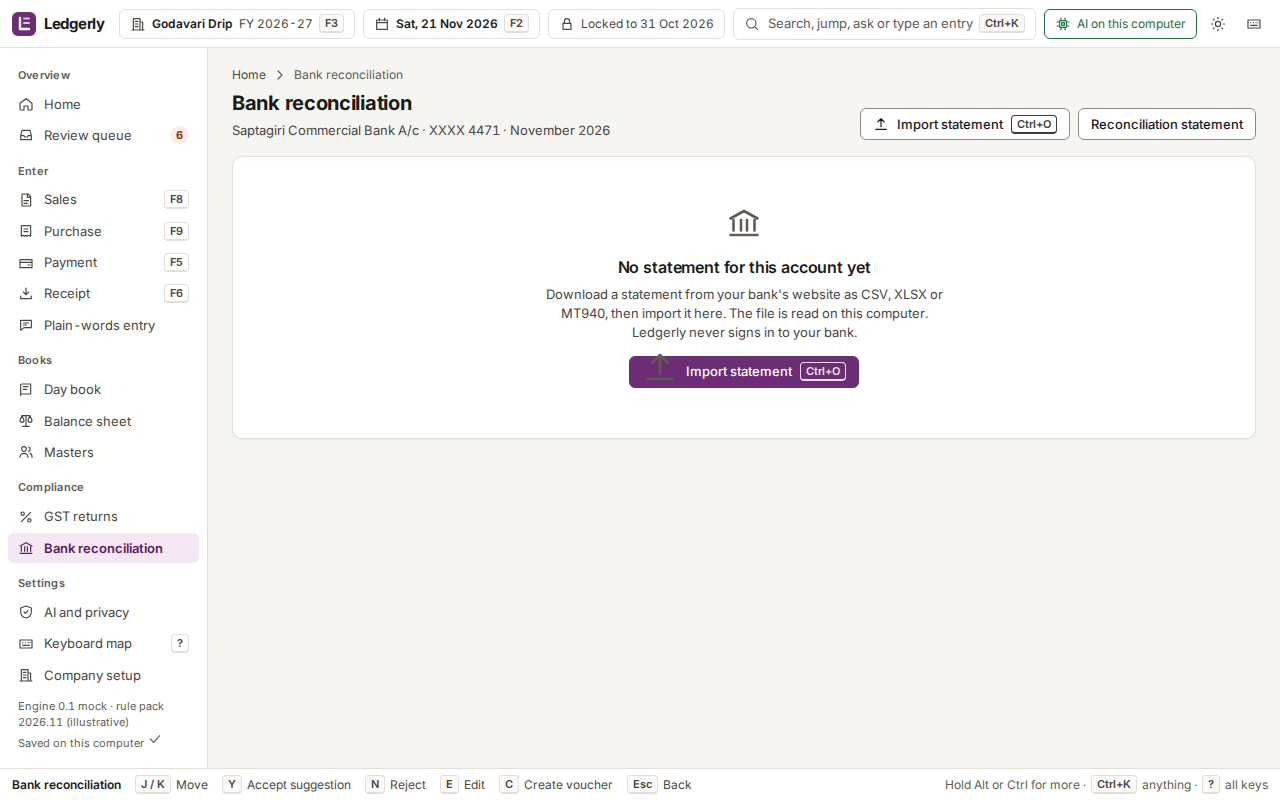 Ledgerly
Godavari Drip FY 2026-27 F3
Sat, 21 Nov 2026 F2
Locked to 31 Oct 2026
Search, jump, ask or type an entry Ctrl+K
AI on this computer
Overview
Home
Review queue 6
Enter
Sales F8
Purchase F9
Payment F5
Receipt F6
Plain-words entry
Books
Day book
Balance sheet
Masters
Compliance
GST returns
Bank reconciliation
Settings
AI and privacy
Keyboard map ?
Company setup
Engine 0.1 mock · rule pack
2026.11 (illustrative)
Saved on this computer
Home > Bank reconciliation
Bank reconciliation
Saptagiri Commercial Bank A/c · XXXX 4471 · November 2026
Import statement Ctrl+O
Reconciliation statement
No statement for this account yet
Download a statement from your bank's website as CSV, XLSX or
MT940, then import it here. The file is read on this computer.
Ledgerly never signs in to your bank.
Import statement Ctrl+O
Bank reconciliation J / K Move Y Accept suggestion N Reject E Edit C Create voucher Esc Back
Hold Alt or Ctrl for more · Ctrl+K anything · ? all keys